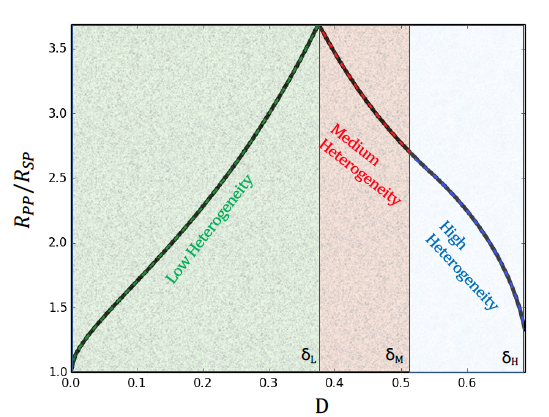 3.5
3.0
2.5
2.0
1.5
1.0
R_PP/R_SP
Low Heterogeneity
Medium
Heterogeneity
High
Heterogeneity
δ_L
δ_M
δ_H
0.0 0.1 0.2 0.3 0.4 0.5 0.6
D